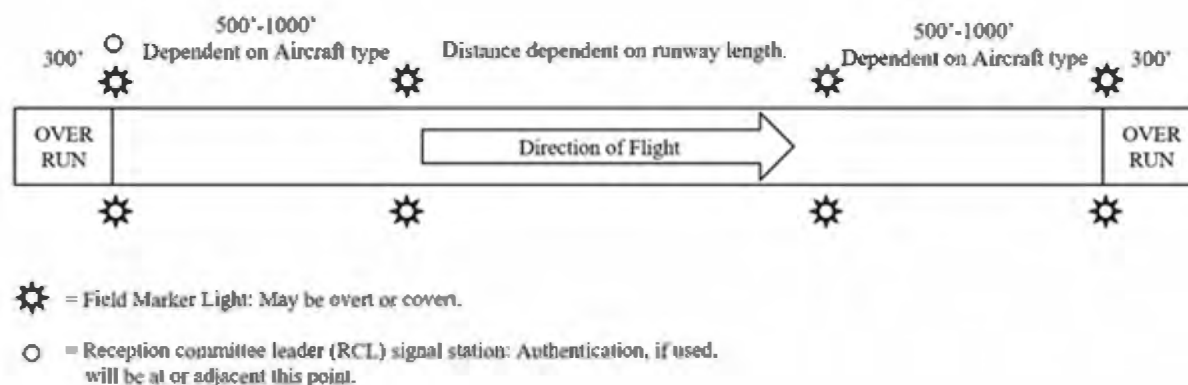 300'
500'-1000'
Dependent on Aircraft type
Distance dependent on runway length.
500'-1000'
Dependent on Aircraft type
300'
OVER
RUN
Direction of Flight
OVER
RUN
= Field Marker Light: May be overt or covert.
= Reception committee leader (RCL) signal station: Authentication, if used,
will be at or adjacent this point.